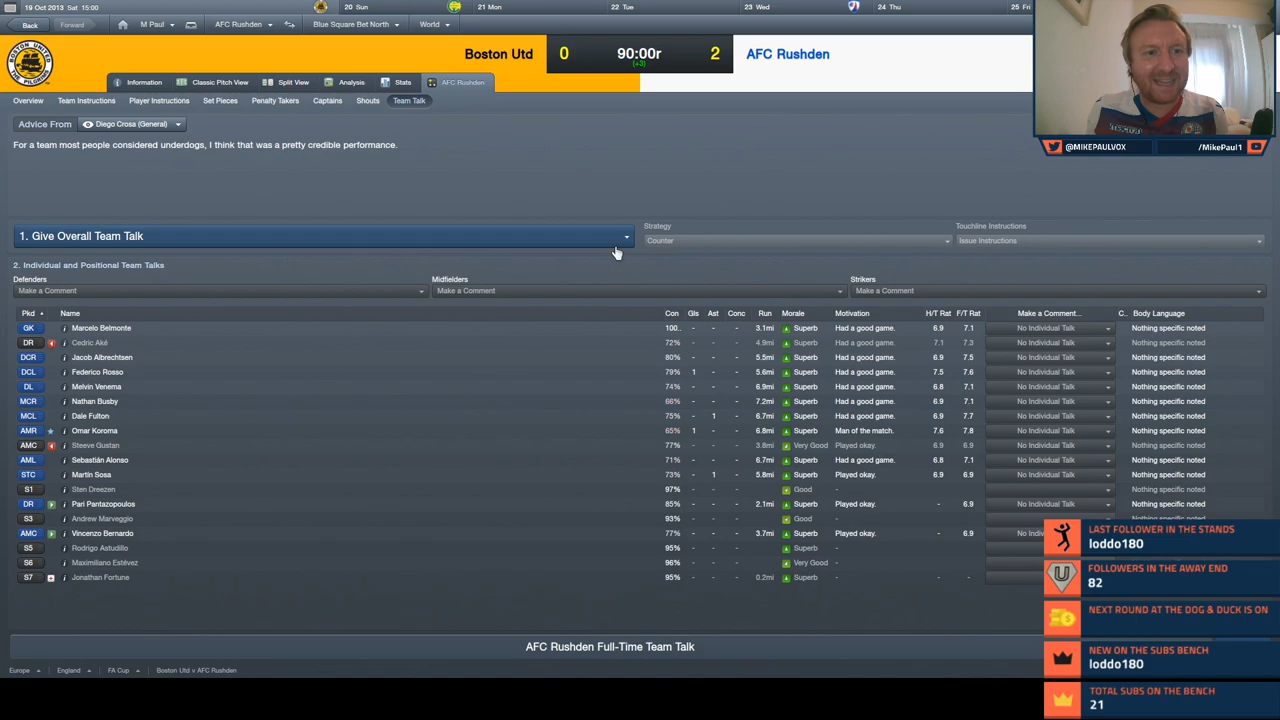 19 Oct 2013 Sat 15:00
20 Sun
21 Mon
22 Tue
23 Wed
24 Thu
25 Fri
Back
Forward
M Paul
AFC Rushden
Blue Square Bet North
World
BOSTON UNITED
THE PILGRIMS
Boston Utd
0
90:00r
(+3)
2
AFC Rushden
Information
Classic Pitch View
Split View
Analysis
Stats
AFC Rushden
Overview
Team Instructions
Player Instructions
Set Pieces
Penalty Takers
Captains
Shouts
Team Talk
Advice From
Diego Crosa (General)
@MIKEPAULVOX
/MikePaul1
For a team most people considered underdogs, I think that was a pretty credible performance.
1. Give Overall Team Talk
Strategy
Counter
Touchline Instructions
Issue Instructions
2. Individual and Positional Team Talks
Defenders
Make a Comment
Midfielders
Make a Comment
Strikers
Make a Comment
Pkd Name Con Gls Ast Conc Run Morale Motivation H/T Rat F/T Rat Make a Comment... C.. Body Language
GK i Marcelo Belmonte 100.. - - - 3.1mi Superb Had a good game. 6.9 7.1 No Individual Talk Nothing specific noted
DR i Cedric Aké 72% - - - 4.9mi Superb Had a good game. 7.1 7.3 No Individual Talk Nothing specific noted
DCR i Jacob Albrechtsen 80% - - - 5.5mi Superb Had a good game. 6.9 7.5 No Individual Talk Nothing specific noted
DCL i Federico Rosso 79% 1 - - 5.6mi Superb Had a good game. 7.5 7.6 No Individual Talk Nothing specific noted
DL i Melvin Venema 74% - - - 6.9mi Superb Had a good game. 6.8 7.1 No Individual Talk Nothing specific noted
MCR i Nathan Busby 66% - - - 7.2mi Superb Had a good game. 6.9 7.1 No Individual Talk Nothing specific noted
MCL i Dale Fulton 75% - 1 - 6.7mi Superb Had a good game. 6.9 7.7 No Individual Talk Nothing specific noted
AMR i Omar Koroma 65% 1 - - 6.8mi Superb Man of the match. 7.6 7.8 No Individual Talk Nothing specific noted
AMC i Steeve Gustan 77% - - - 3.8mi Very Good Played okay. 6.9 6.9 No Individual Talk Nothing specific noted
AML i Sebastián Alonso 71% - - - 6.7mi Superb Had a good game. 6.8 7.1 No Individual Talk Nothing specific noted
STC i Martín Sosa 73% - 1 - 5.8mi Superb Played okay. 6.9 6.9 No Individual Talk Nothing specific noted
S1 i Sten Dreezen 97% - - - Good - - - Nothing specific noted
DR i Pari Pantazopoulos 85% - - - 2.1mi Superb Played okay. - 6.9 No Individual Talk Nothing specific noted
S3 i Andrew Marveggio 93% - - - Good - - -
AMC i Vincenzo Bernardo 77% - - - 3.7mi Superb Played okay. - 6.9 No Indivi
S5 i Rodrigo Astudillo 95% - - - Superb - - -
S6 i Maximiliano Estévez 96% - - - Very Good - - -
S7 i Jonathan Fortune 95% - - - 0.2mi Superb - - -
LAST FOLLOWER IN THE STANDS
loddo180
FOLLOWERS IN THE AWAY END
82
NEXT ROUND AT THE DOG & DUCK IS ON
NEW ON THE SUBS BENCH
loddo180
TOTAL SUBS ON THE BENCH
21
AFC Rushden Full-Time Team Talk
Europe
England
FA Cup
Boston Utd v AFC Rushden